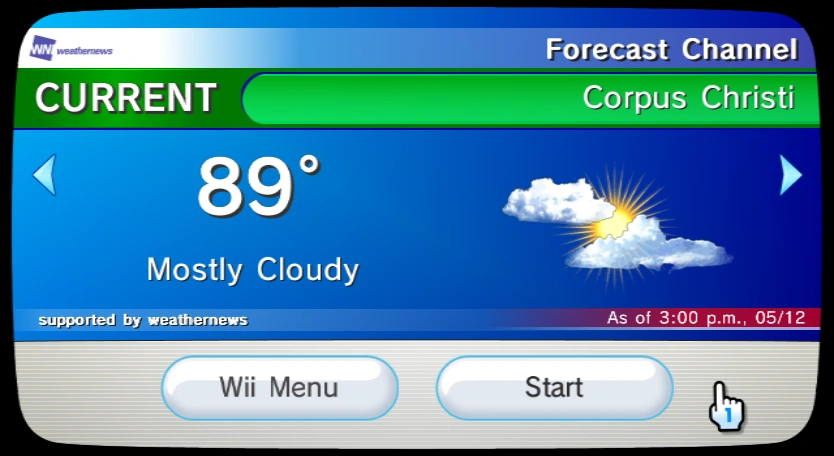 WNI weathernews
Forecast Channel
CURRENT
Corpus Christi
89°
Mostly Cloudy
supported by weathernews
As of 3:00 p.m., 05/12
Wii Menu
Start
1